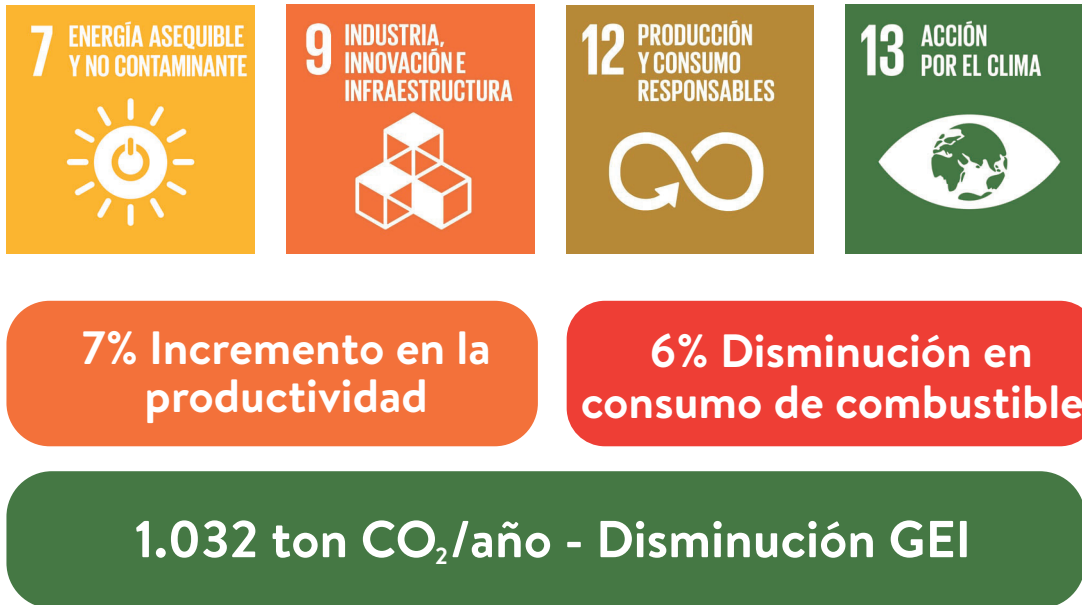 7 ENERGÍA ASEQUIBLE
Y NO CONTAMINANTE
9 INDUSTRIA,
INNOVACIÓN E
INFRAESTRUCTURA
12 PRODUCCIÓN
Y CONSUMO
RESPONSABLES
13 ACCIÓN
POR EL CLIMA
7% Incremento en la
productividad
6% Disminución en
consumo de combustible
1.032 ton CO₂/año - Disminución GEI